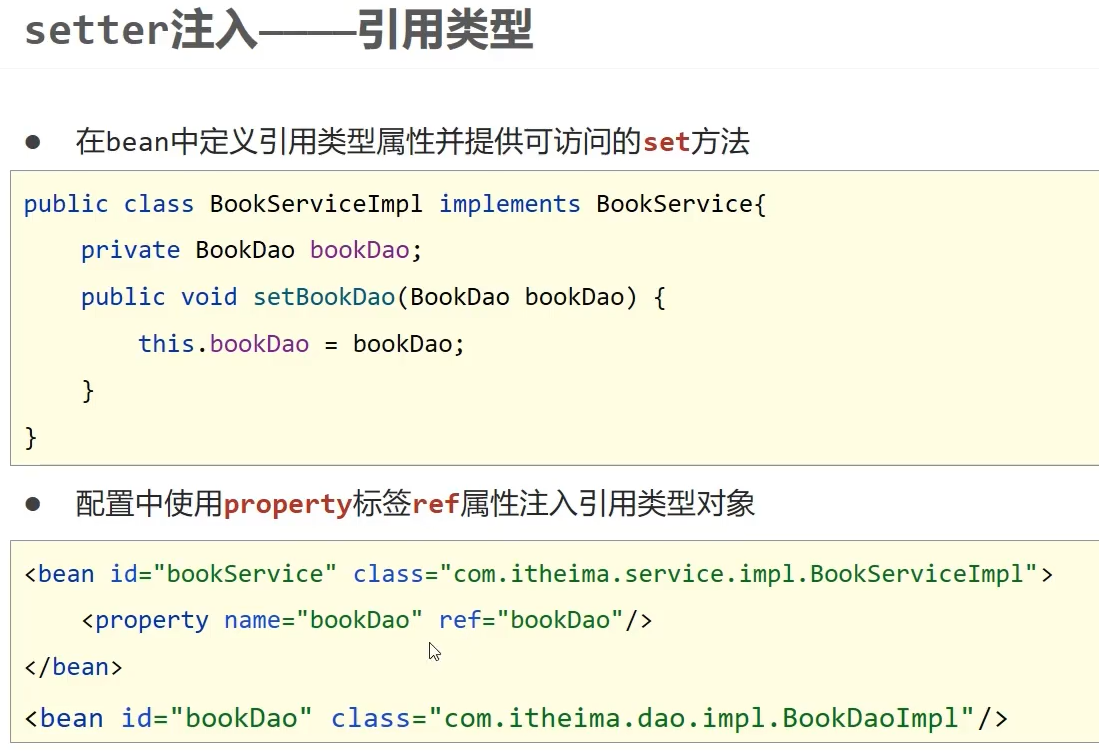 setter注入————引用类型
● 在bean中定义引用类型属性并提供可访问的set方法
public class BookServiceImpl implements BookService{
    private BookDao bookDao;
    public void setBookDao(BookDao bookDao) {
        this.bookDao = bookDao;
    }
}
● 配置中使用property标签ref属性注入引用类型对象
<bean id="bookService" class="com.itheima.service.impl.BookServiceImpl">
    <property name="bookDao" ref="bookDao"/>
</bean>
<bean id="bookDao" class="com.itheima.dao.impl.BookDaoImpl"/>